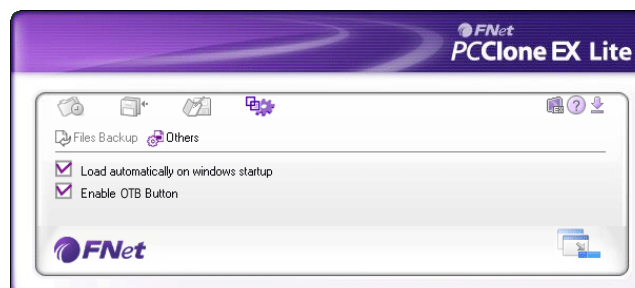 FNet
PCClone EX Lite
Files Backup Others
Load automatically on windows startup
Enable OTB Button
FNet